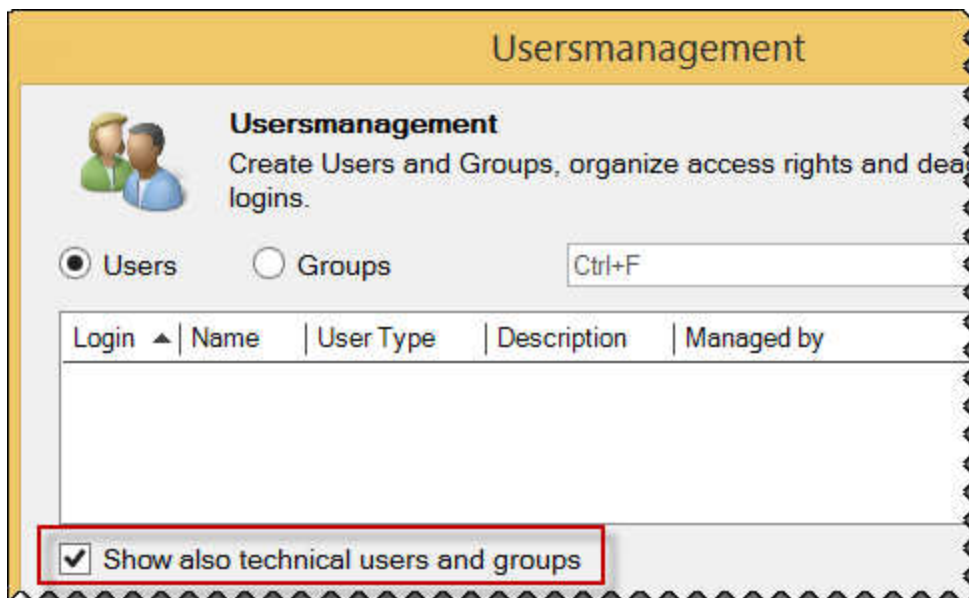 Usersmanagement
Usersmanagement
Create Users and Groups, organize access rights and
logins.
Users Groups Ctrl+F
Login Name User Type Description Managed by
Show also technical users and groups